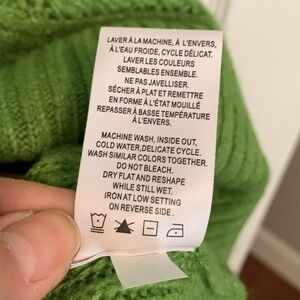 LAVER À LA MACHINE, À L'ENVERS,
À L'EAU FROIDE, CYCLE DÉLICAT.
LAVER LES COULEURS
SEMBLABLES ENSEMBLE.
NE PAS JAVELLISER.
SÉCHER À PLAT ET REMETTRE
EN FORME À L'ÉTAT MOUILLÉ
REPASSER À BASSE TEMPÉRATURE
À L'ENVERS.
MACHINE WASH, INSIDE OUT,
COLD WATER,DELICATE CYCLE.
WASH SIMILAR COLORS TOGETHER.
DO NOT BLEACH.
DRY FLAT AND RESHAPE
WHILE STILL WET.
IRON AT LOW SETTING
ON REVERSE SIDE.